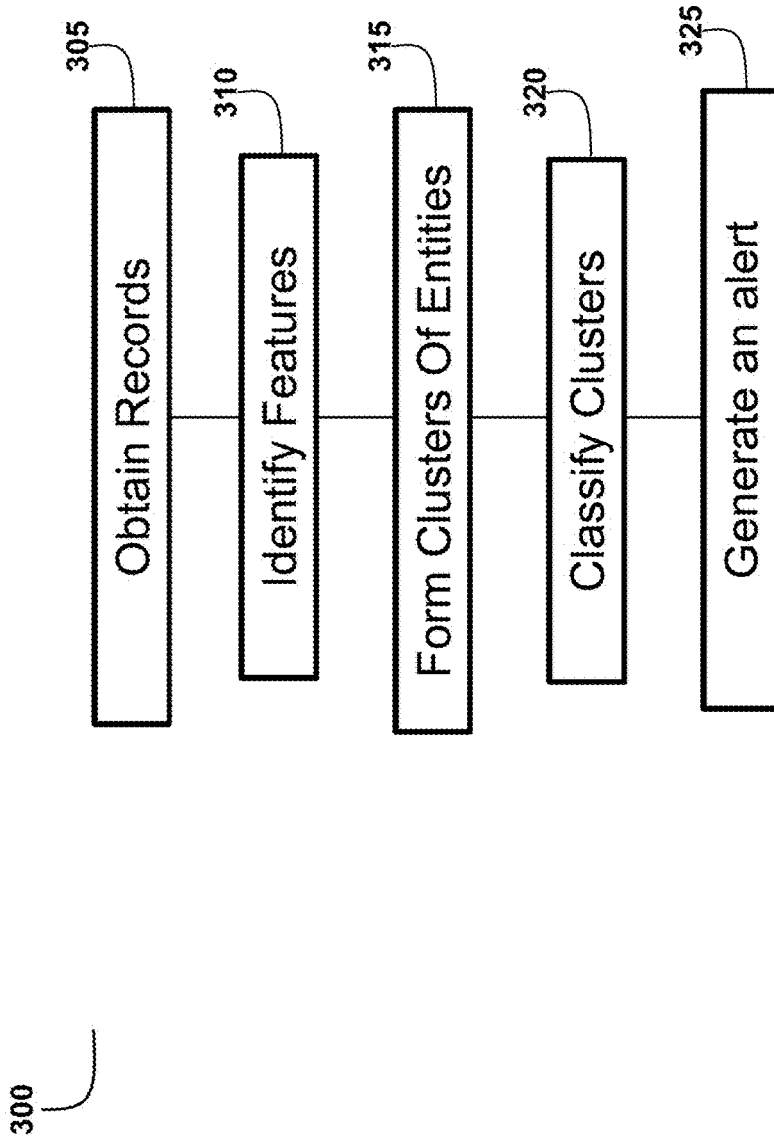 300
305
Obtain Records
310
Identify Features
315
Form Clusters Of Entities
320
Classify Clusters
325
Generate an alert